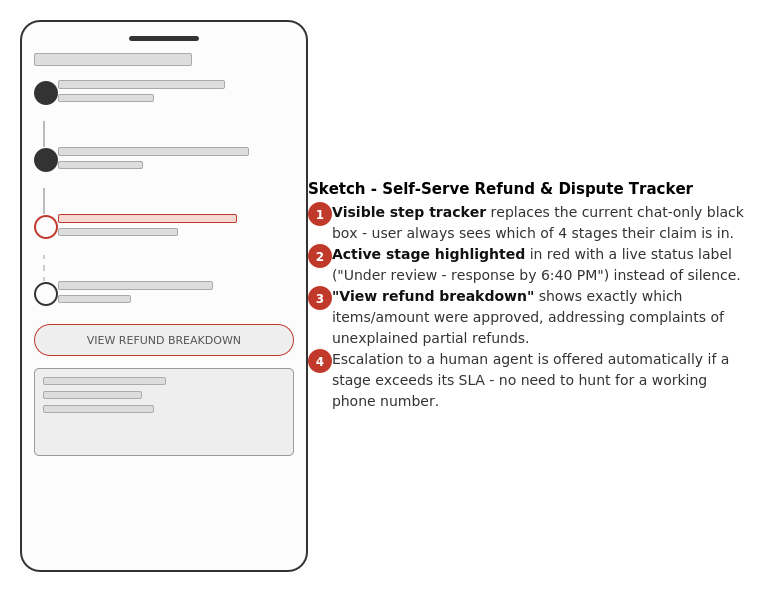 Sketch - Self-Serve Refund & Dispute Tracker
1 Visible step tracker replaces the current chat-only black
box - user always sees which of 4 stages their claim is in.
2 Active stage highlighted in red with a live status label
("Under review - response by 6:40 PM") instead of silence.
3 "View refund breakdown" shows exactly which
items/amount were approved, addressing complaints of
unexplained partial refunds.
4 Escalation to a human agent is offered automatically if a
stage exceeds its SLA - no need to hunt for a working
phone number.
VIEW REFUND BREAKDOWN